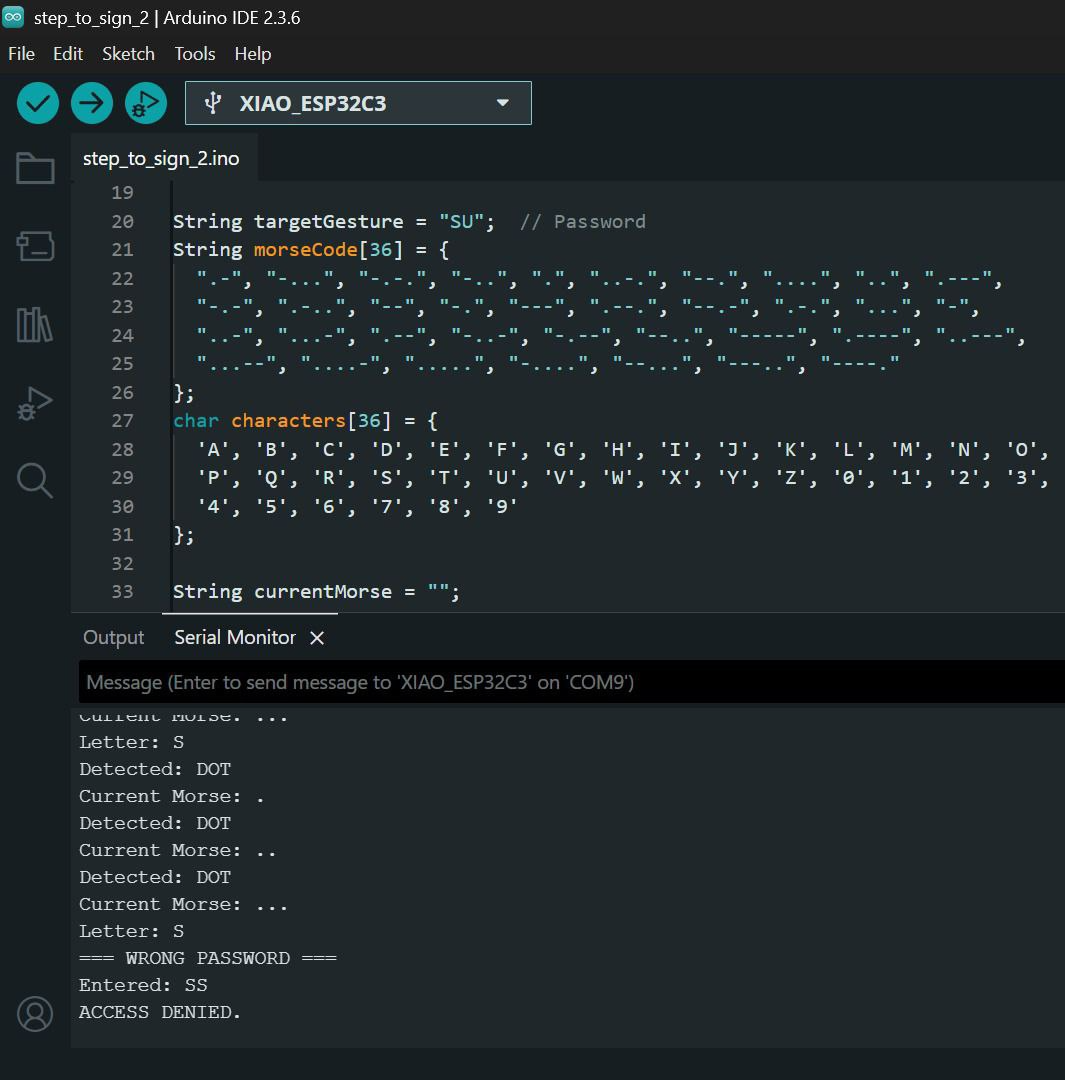 step_to_sign_2 | Arduino IDE 2.3.6
File Edit Sketch Tools Help
XIAO_ESP32C3
step_to_sign_2.ino
19
20 String targetGesture = "SU";  // Password
21 String morseCode[36] = {
22   ".-", "-...", "-.-.", "-..", ".", "..-.", "--.", "....", "..", ".---",
23   "-.-", ".-..", "--", "-.", "---", ".--.", "--.-", ".-.", "...", "-",
24   "..-", "...-", ".--", "-..-", "-.--", "--..", "-----", ".----", "..---",
25   "...--", "....-", ".....", "-....", "--...", "---..", "----."
26 };
27 char characters[36] = {
28   'A', 'B', 'C', 'D', 'E', 'F', 'G', 'H', 'I', 'J', 'K', 'L', 'M', 'N', 'O',
29   'P', 'Q', 'R', 'S', 'T', 'U', 'V', 'W', 'X', 'Y', 'Z', '0', '1', '2', '3',
30   '4', '5', '6', '7', '8', '9'
31 };
32
33 String currentMorse = "";
Output Serial Monitor
Message (Enter to send message to 'XIAO_ESP32C3' on 'COM9')
Current Morse: ...
Letter: S
Detected: DOT
Current Morse: .
Detected: DOT
Current Morse: ..
Detected: DOT
Current Morse: ...
Letter: S
=== WRONG PASSWORD ===
Entered: SS
ACCESS DENIED.